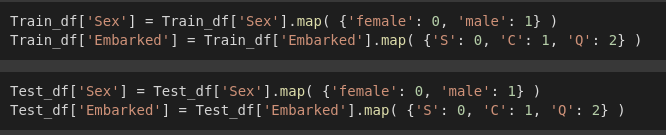 Train_df['Sex'] = Train_df['Sex'].map( {'female': 0, 'male': 1} )
Train_df['Embarked'] = Train_df['Embarked'].map( {'S': 0, 'C': 1, 'Q': 2} )
Test_df['Sex'] = Test_df['Sex'].map( {'female': 0, 'male': 1} )
Test_df['Embarked'] = Test_df['Embarked'].map( {'S': 0, 'C': 1, 'Q': 2} )